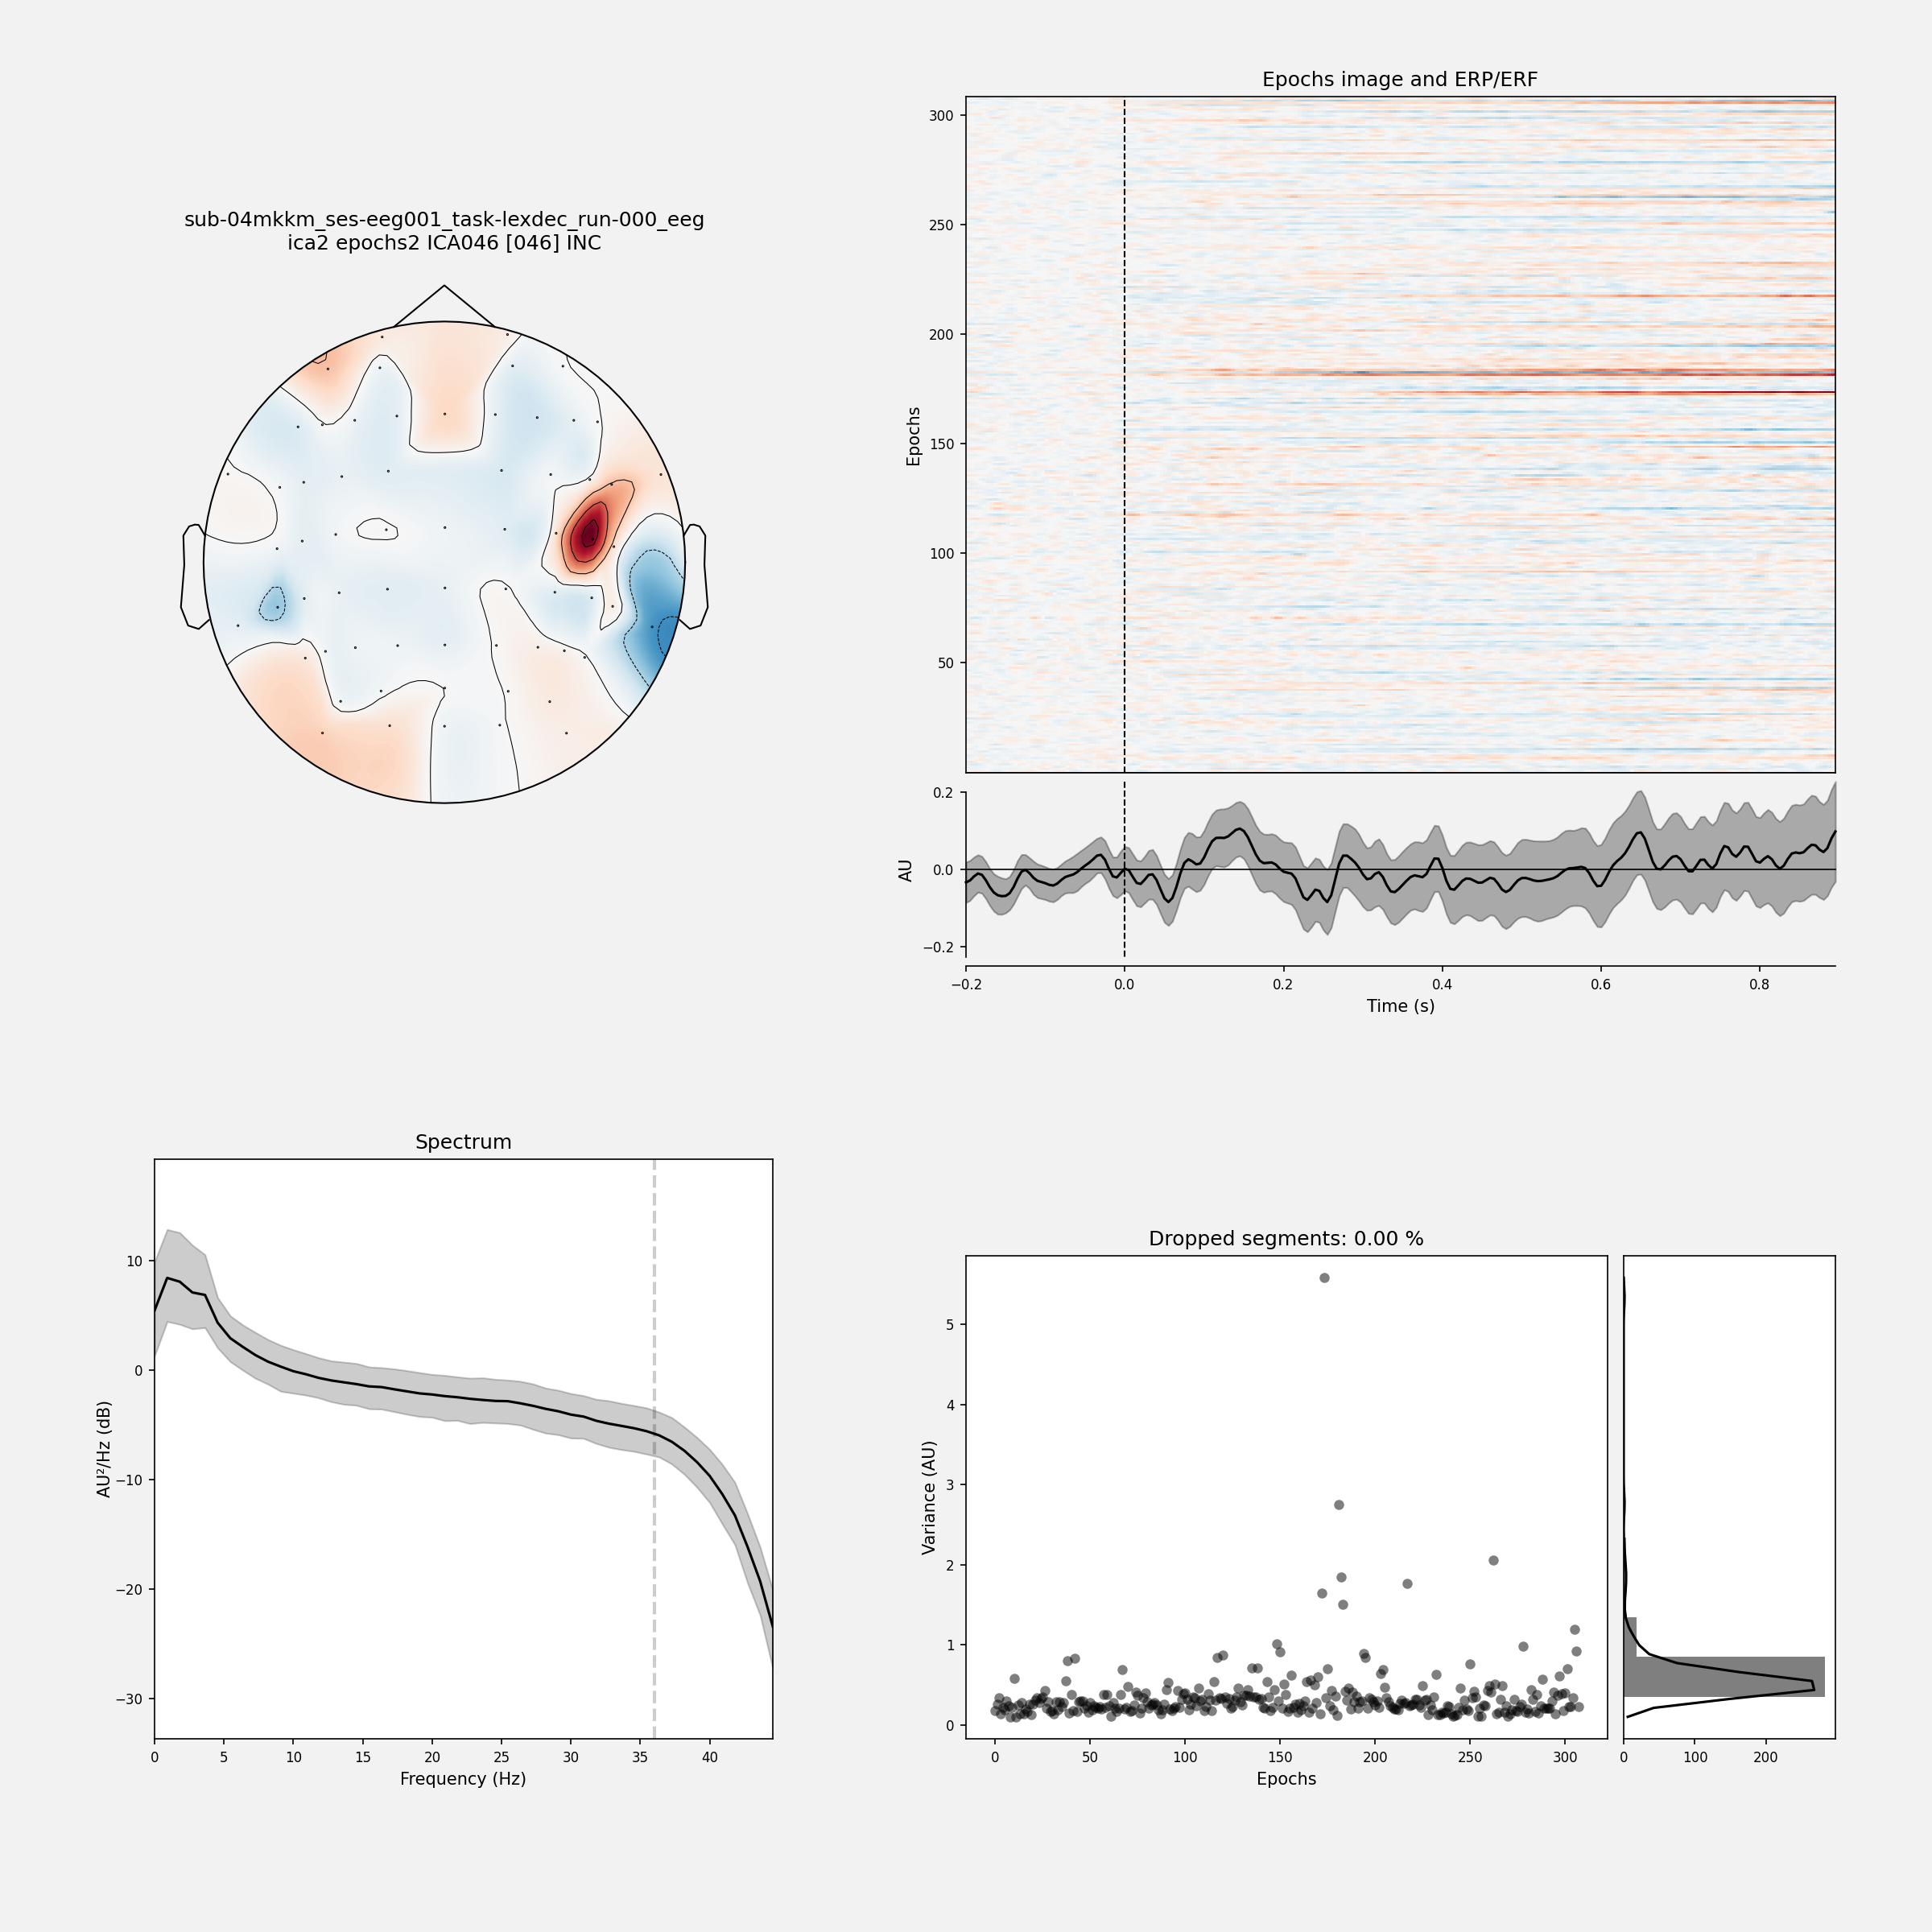 sub-04mkkm_ses-eeg001_task-lexdec_run-000_eeg
ica2 epochs2 ICA046 [046] INC
Epochs image and ERP/ERF
300
250
200
150
100
50
Epochs
0.2
0.0
−0.2
AU
−0.2 0.0 0.2 0.4 0.6 0.8
Time (s)
Spectrum
10
0
−10
−20
−30
AU²/Hz (dB)
0 5 10 15 20 25 30 35 40
Frequency (Hz)
Dropped segments: 0.00 %
5
4
3
2
1
0
Variance (AU)
0 50 100 150 200 250 300
Epochs
0 100 200